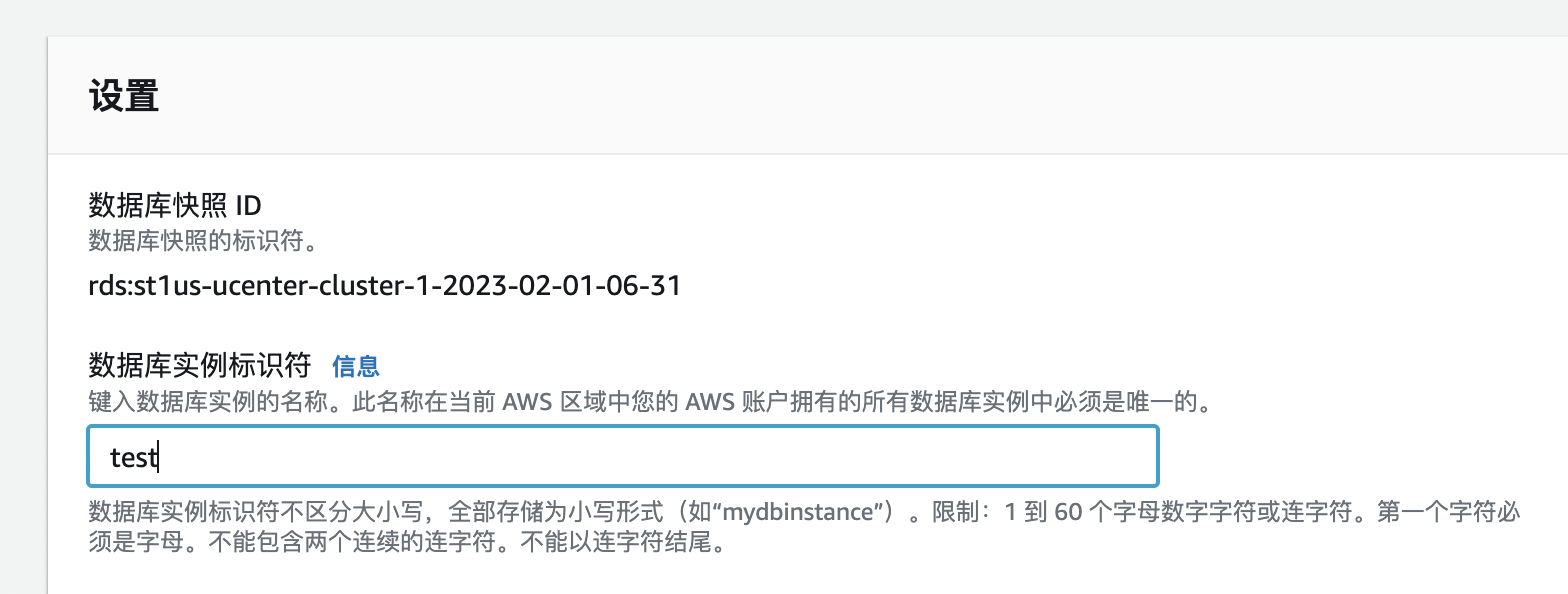 设置
数据库快照 ID
数据库快照的标识符。
rds:st1us-ucenter-cluster-1-2023-02-01-06-31
数据库实例标识符 信息
键入数据库实例的名称。此名称在当前 AWS 区域中您的 AWS 账户拥有的所有数据库实例中必须是唯一的。
test
数据库实例标识符不区分大小写，全部存储为小写形式（如“mydbinstance”）。限制：1 到 60 个字母数字字符或连字符。第一个字符必
须是字母。不能包含两个连续的连字符。不能以连字符结尾。